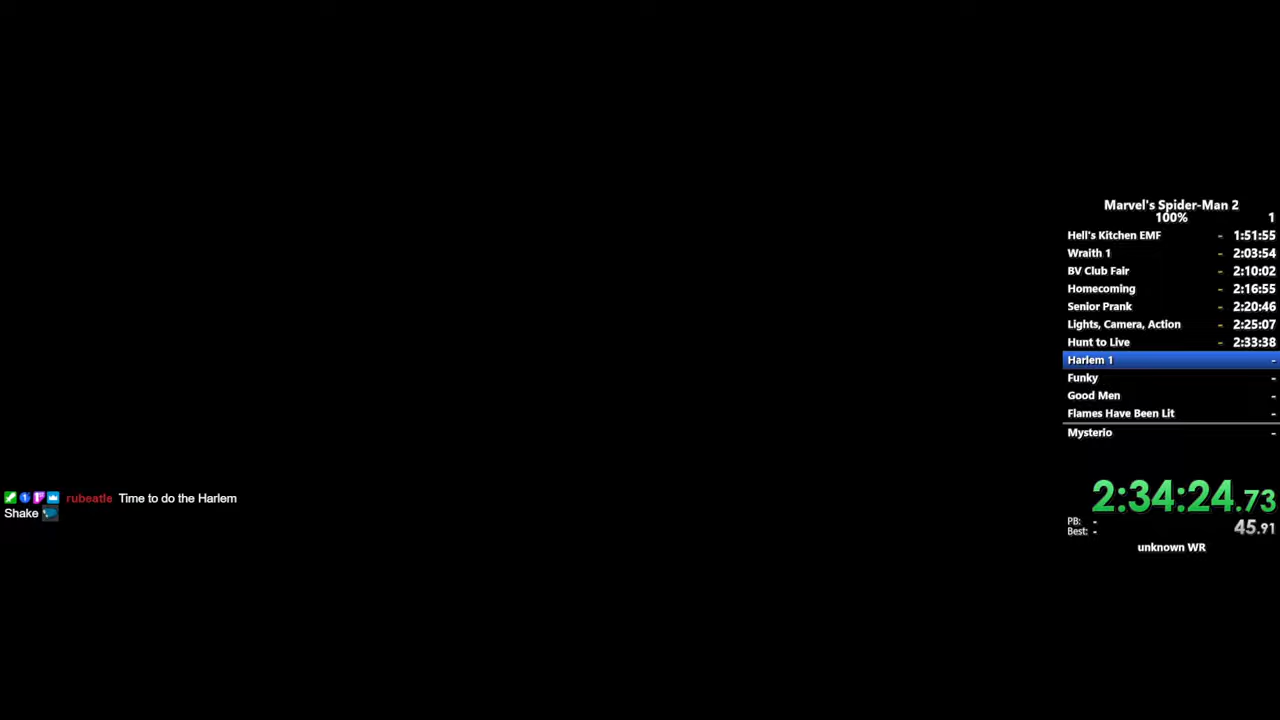 Marvel's Spider-Man 2
100% 1
Hell's Kitchen EMF - 1:51:55
Wraith 1 - 2:03:54
BV Club Fair - 2:10:02
Homecoming - 2:16:55
Senior Prank - 2:20:46
Lights, Camera, Action - 2:25:07
Hunt to Live - 2:33:38
Harlem 1 -
Funky -
Good Men -
Flames Have Been Lit -
Mysterio -
rubeatle Time to do the Harlem
Shake
2:34:24.73
PB: - 45.91
Best: -
unknown WR